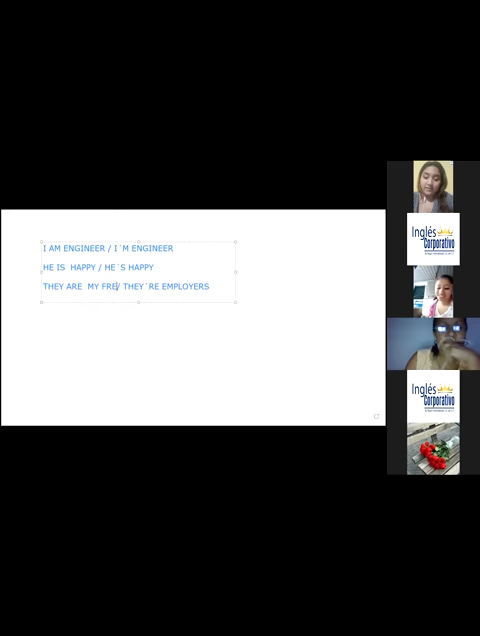 I AM ENGINEER / I´M ENGINEER
HE IS  HAPPY / HE´S HAPPY
THEY ARE  MY FRE/ THEY´RE EMPLOYERS
Inglés
Corporativo
Inglés
Corporativo